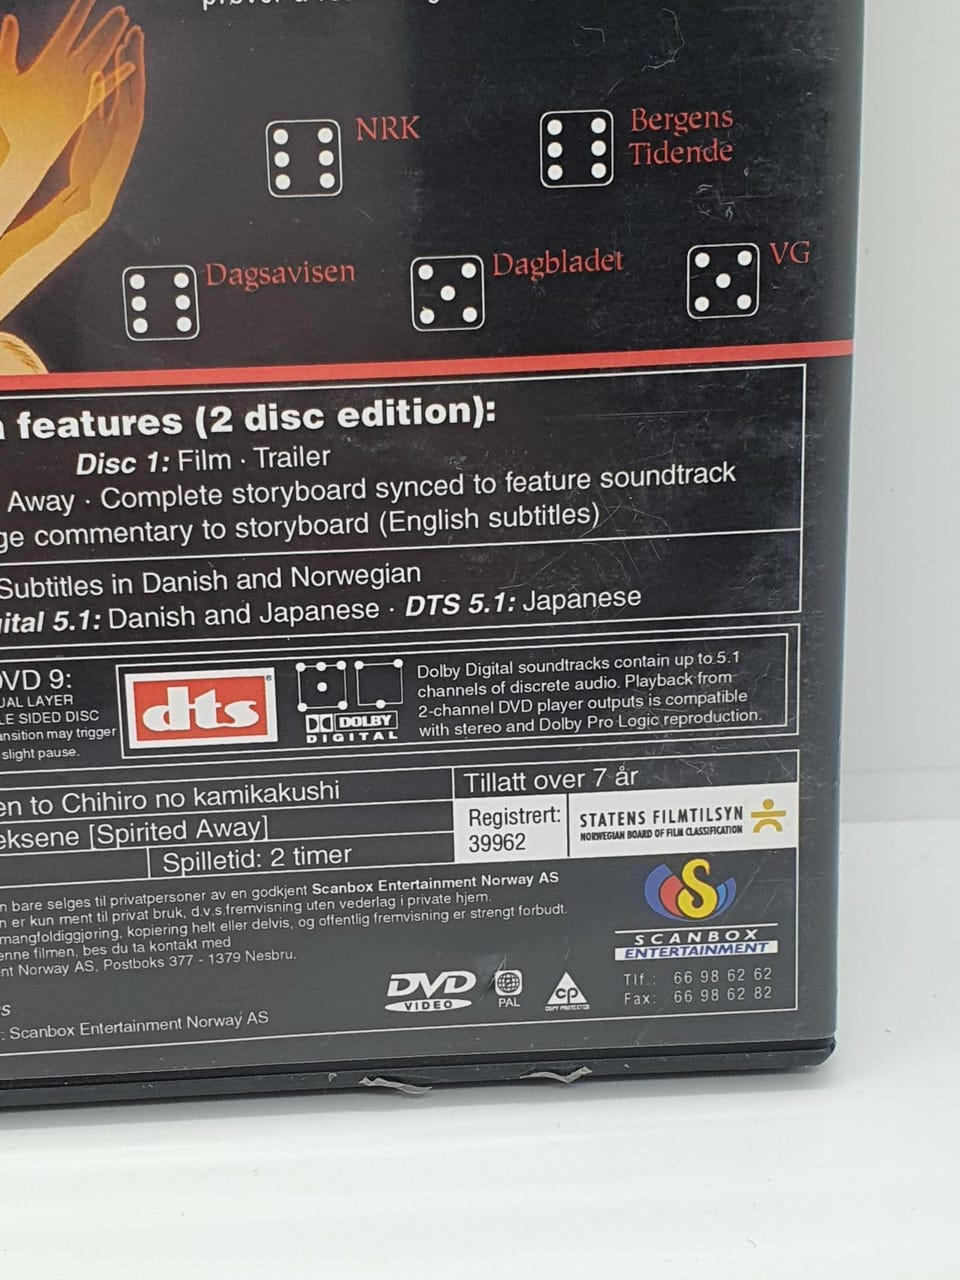 NRK
Bergens
Tidende
Dagsavisen
Dagbladet
VG
features (2 disc edition):
Disc 1: Film · Trailer
Away · Complete storyboard synced to feature soundtrack
commentary to storyboard (English subtitles)
Subtitles in Danish and Norwegian
ital 5.1: Danish and Japanese · DTS 5.1: Japanese
DVD 9:
UAL LAYER
LE SIDED DISC
ansition may trigger
slight pause.
dts
®
DOLBY
DIGITAL
Dolby Digital soundtracks contain up to 5.1
channels of discrete audio. Playback from
2-channel DVD player outputs is compatible
with stereo and Dolby Pro Logic reproduction.
en to Chihiro no kamikakushi
eksene [Spirited Away]
Spilletid: 2 timer
Tillatt over 7 år
Registrert:
39962
STATENS FILMTILSYN
NORWEGIAN BOARD OF FILM CLASSIFICATION
n bare selges til privatpersoner av en godkjent Scanbox Entertainment Norway AS
n er kun ment til privat bruk, d.v.s.fremvisning uten vederlag i private hjem.
mangfoldiggjøring, kopiering helt eller delvis, og offentlig fremvisning er strengt forbudt.
enne filmen, bes du ta kontakt med
nt Norway AS, Postboks 377 - 1379 Nesbru.
: Scanbox Entertainment Norway AS
DVD
VIDEO
PAL
CP
COPY PROTECTED
S
SCANBOX
ENTERTAINMENT
Tlf.: 66 98 62 62
Fax: 66 98 62 82